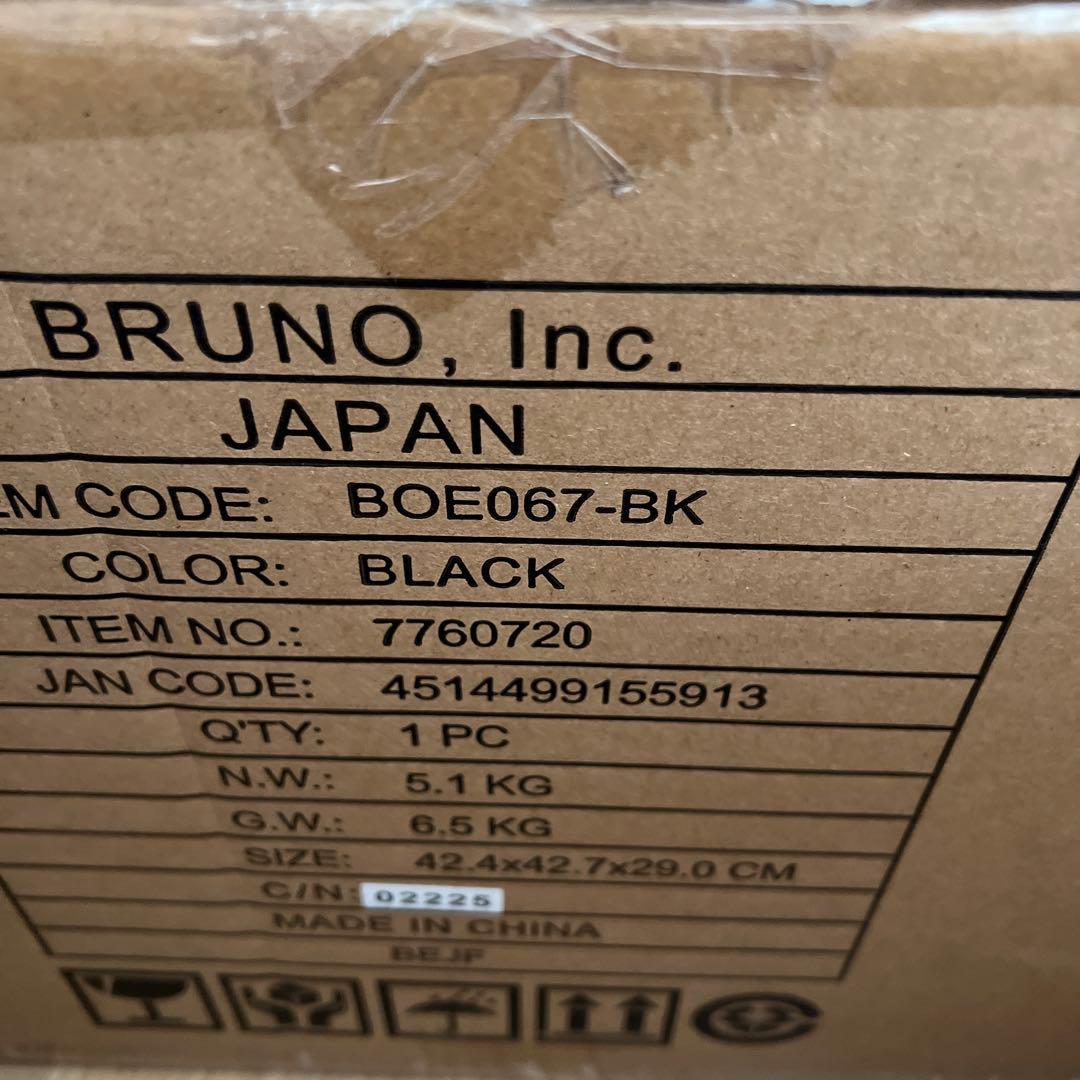 BRUNO, Inc.
JAPAN
EM CODE: BOE067-BK
COLOR: BLACK
ITEM NO.: 7760720
JAN CODE: 4514499155913
Q'TY: 1 PC
N.W.: 5.1 KG
G.W.: 6.5 KG
SIZE: 42.4x42.7x29.0 CM
C/N: 02225
MADE IN CHINA
BEJF